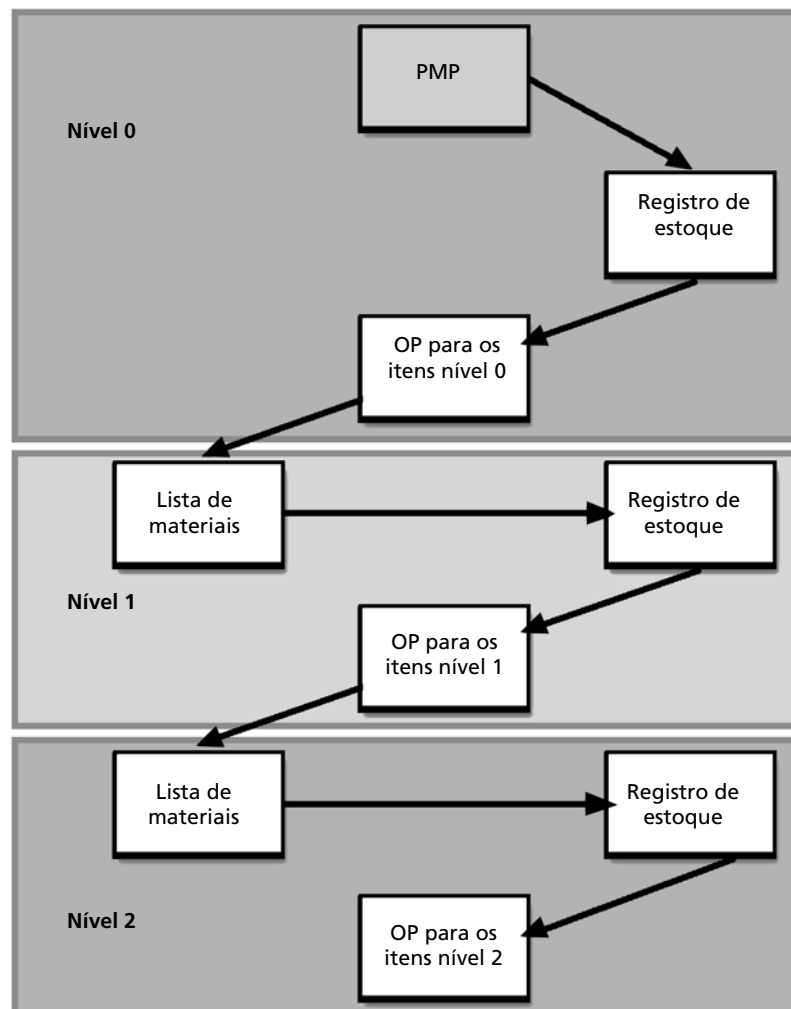 PMP
Nível 0
Registro de
estoque
OP para os
itens nível 0
Lista de
materiais
Registro de
estoque
Nível 1
OP para os
itens nível 1
Lista de
materiais
Registro de
estoque
Nível 2
OP para os
itens nível 2